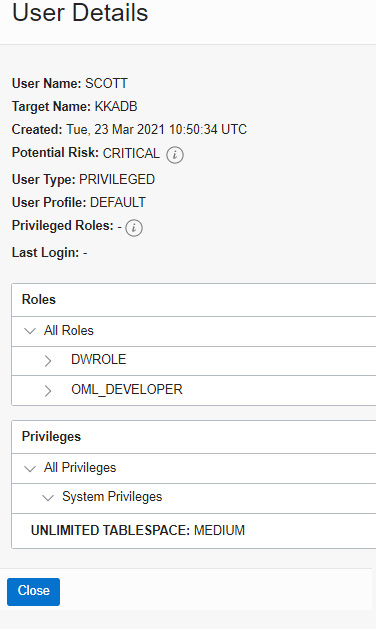 User Details
User Name: SCOTT
Target Name: KKADB
Created: Tue, 23 Mar 2021 10:50:34 UTC
Potential Risk: CRITICAL i
User Type: PRIVILEGED
User Profile: DEFAULT
Privileged Roles: - i
Last Login: -
Roles
All Roles
DWROLE
OML_DEVELOPER
Privileges
All Privileges
System Privileges
UNLIMITED TABLESPACE: MEDIUM
Close